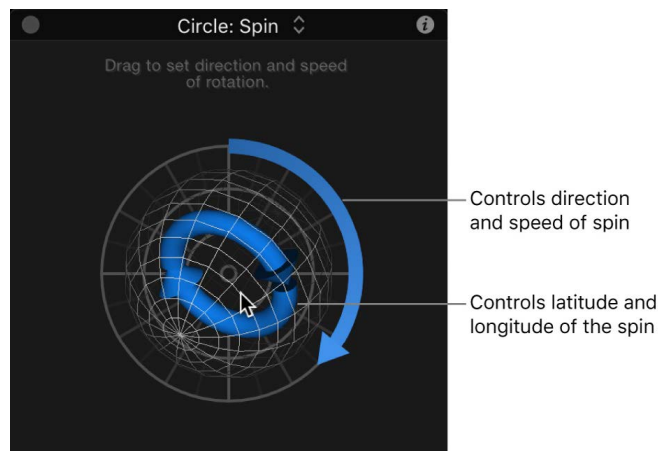 Circle: Spin
Drag to set direction and speed
of rotation.
Controls direction
and speed of spin
Controls latitude and
longitude of the spin